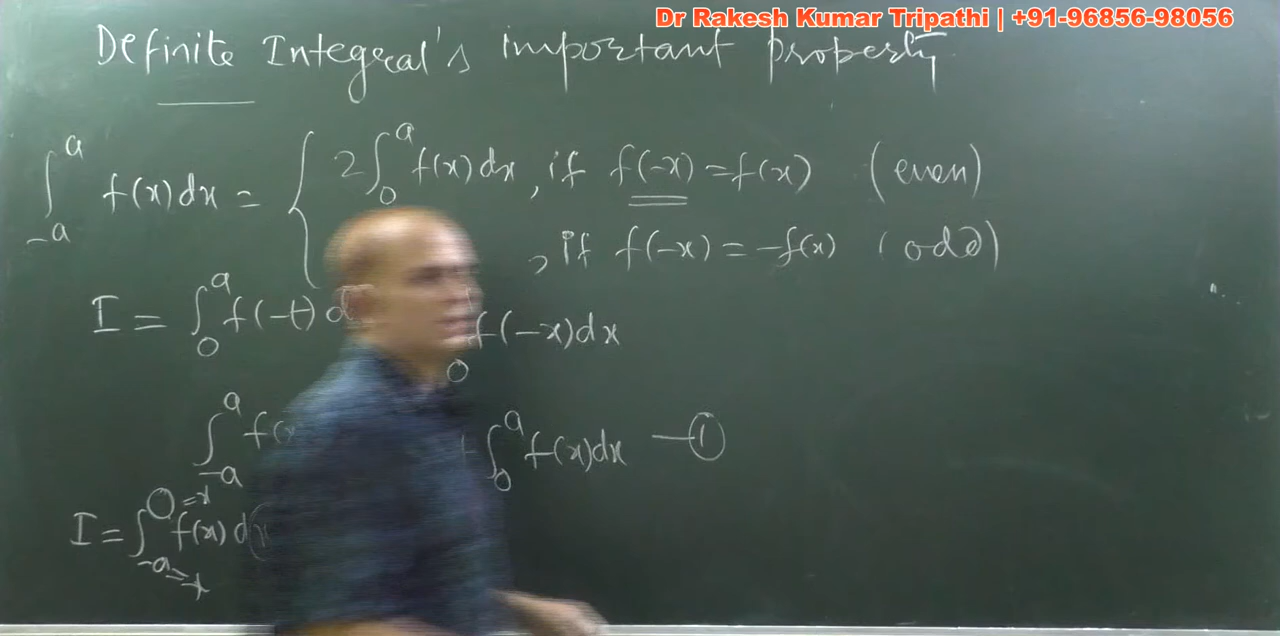 Dr Rakesh Kumar Tripathi | +91-96856-98056
Definite Integral's important property
∫_{-a}^{a} f(x)dx = { 2∫_0^a f(x)dx, if f(-x) = f(x) (even)
, if f(-x) = -f(x) (odd)
I = ∫_0^a f(-t) d f(-x)dx
0
∫_{-a}^{a} f( + ∫_0^a f(x)dx —①
I = ∫_{-a=x}^{0=x} f(x) d